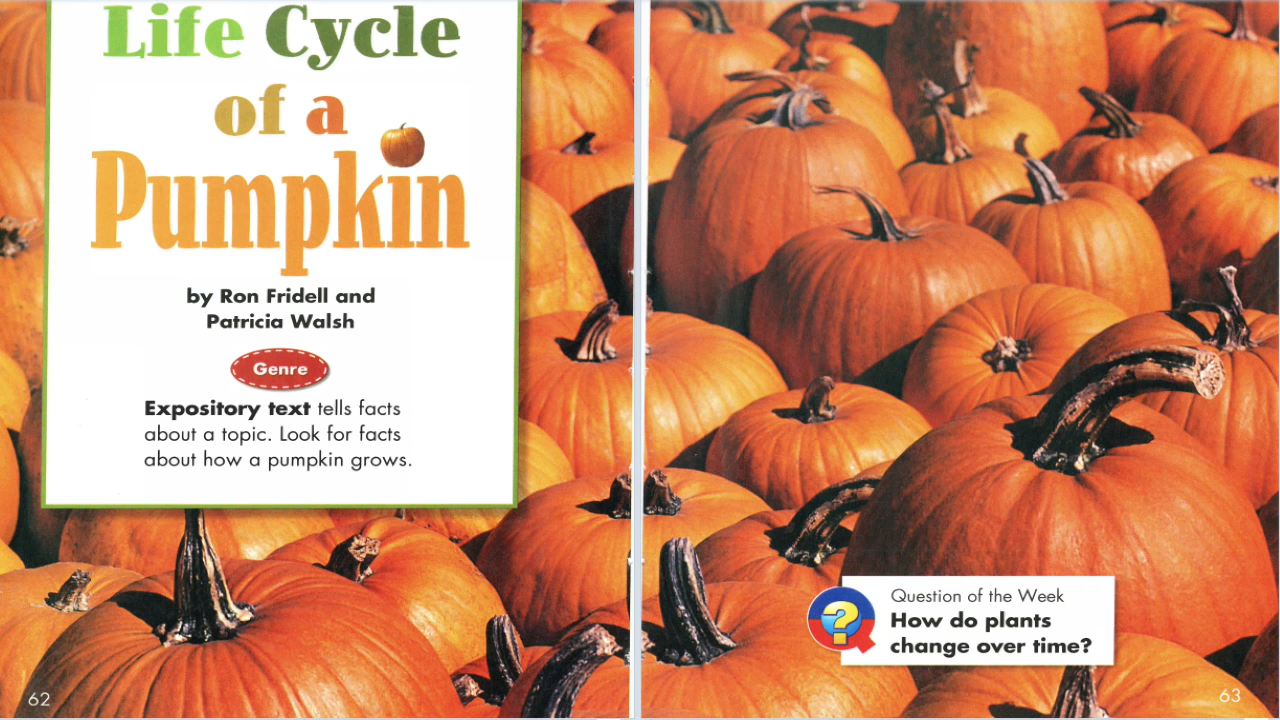 Life Cycle
of a
Pumpkin
by Ron Fridell and
Patricia Walsh
Genre
Expository text tells facts
about a topic. Look for facts
about how a pumpkin grows.
62
?
Question of the Week
How do plants
change over time?
63